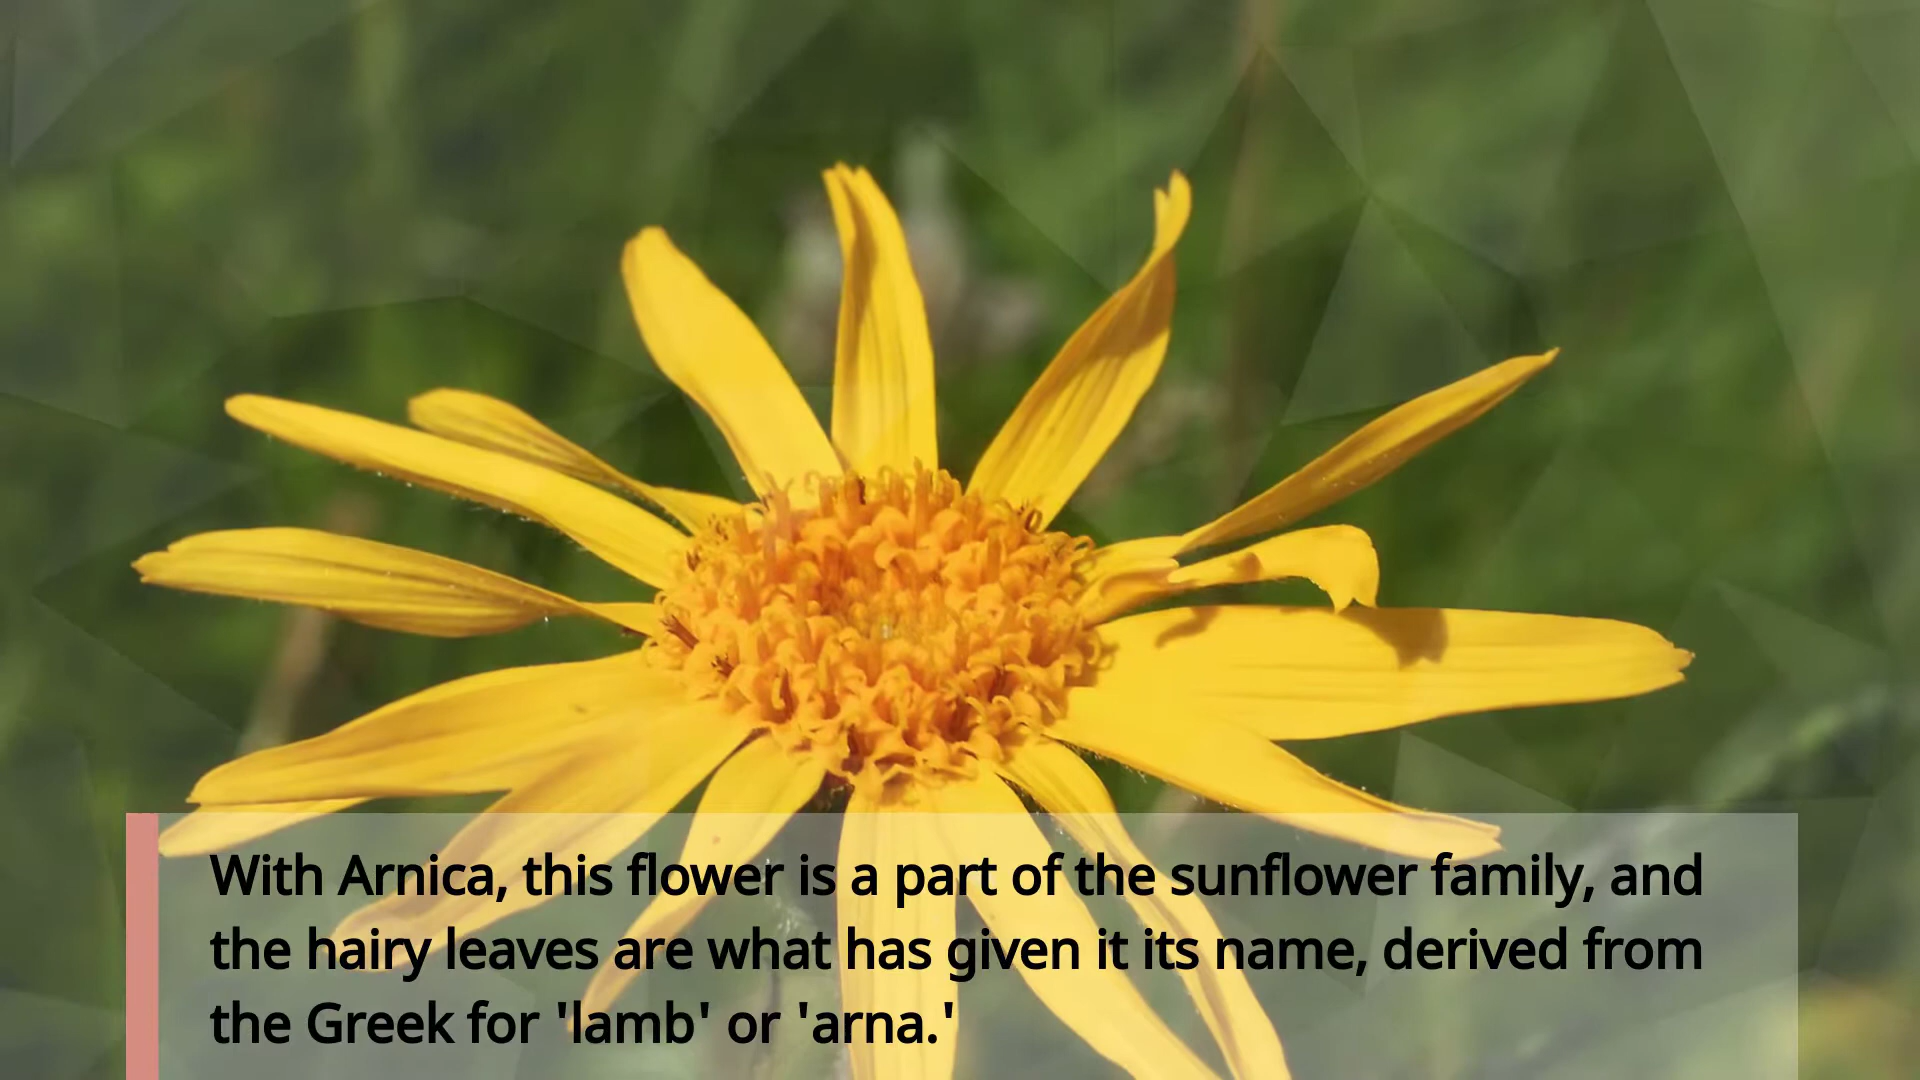 With Arnica, this flower is a part of the sunflower family, and
the hairy leaves are what has given it its name, derived from
the Greek for 'lamb' or 'arna.'